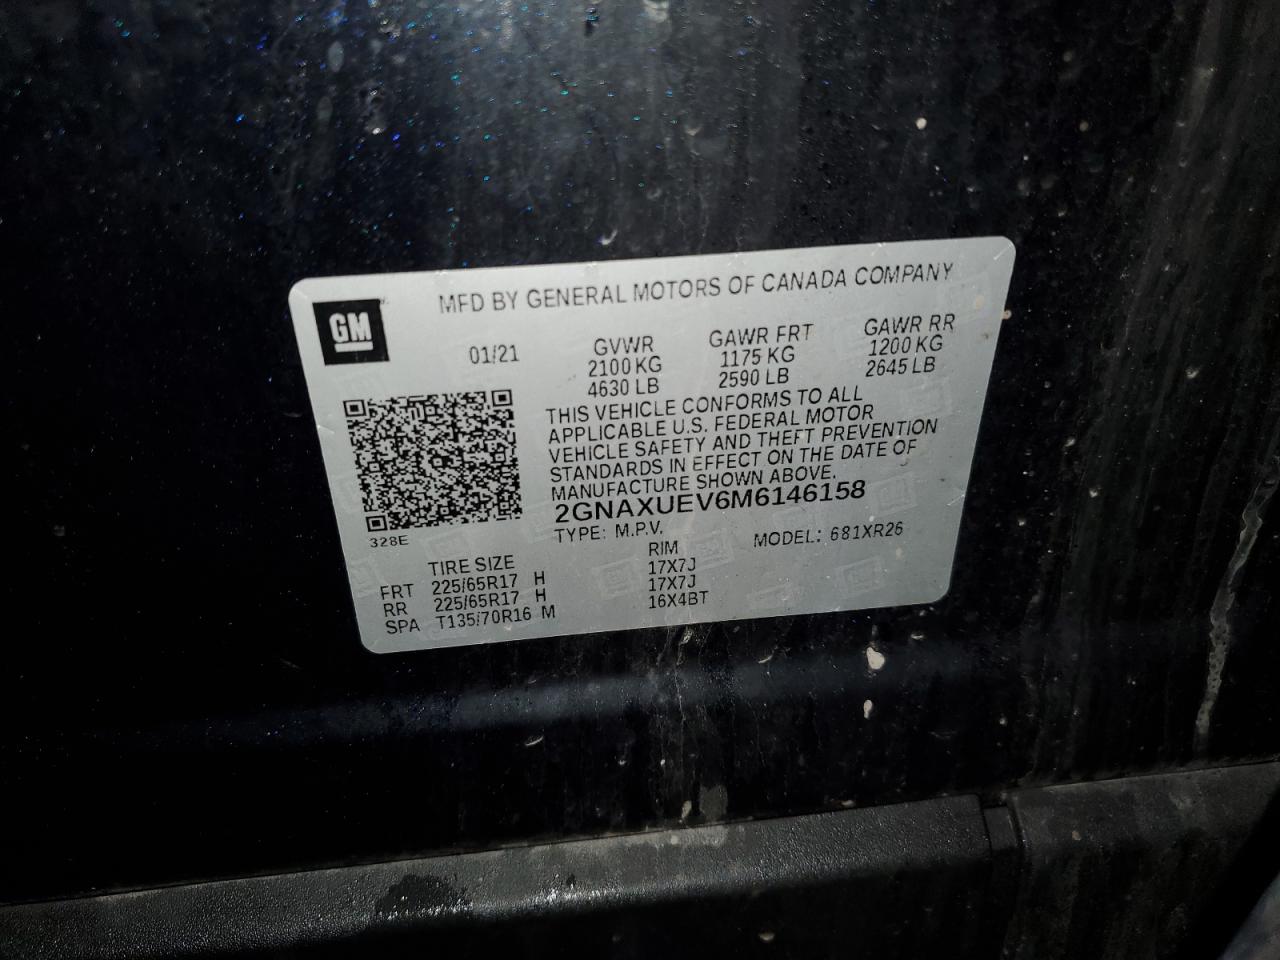 GM
MFD BY GENERAL MOTORS OF CANADA COMPANY
01/21
GVWR
2100 KG
4630 LB
GAWR FRT
1175 KG
2590 LB
GAWR RR
1200 KG
2645 LB
THIS VEHICLE CONFORMS TO ALL
APPLICABLE U.S. FEDERAL MOTOR
VEHICLE SAFETY AND THEFT PREVENTION
STANDARDS IN EFFECT ON THE DATE OF
MANUFACTURE SHOWN ABOVE.
2GNAXUEV6M6146158
TYPE: M.P.V. MODEL: 681XR26
328E
TIRE SIZE RIM
FRT 225/65R17 H 17X7J
RR 225/65R17 H 17X7J
SPA T135/70R16 M 16X4BT